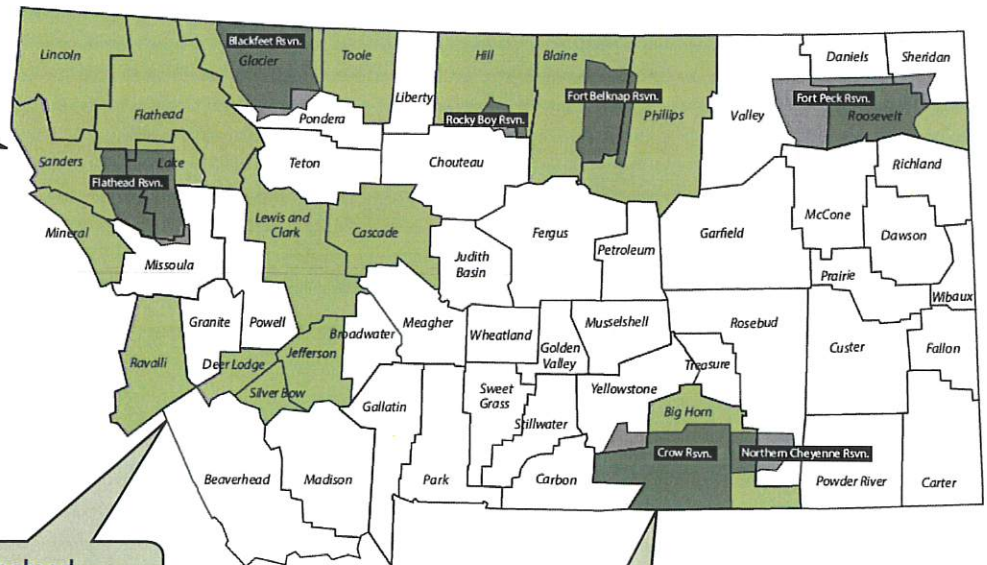 Lincoln
Blackfeet Rsvn.
Glacier
Toole
Hill
Blaine
Daniels
Sheridan
Flathead
Liberty
Pondera
Rocky Boy Rsvn.
Fort Belknap Rsvn.
Phillips
Valley
Fort Peck Rsvn.
Roosevelt
Sanders
Lake
Flathead Rsvn.
Teton
Chouteau
Richland
Mineral
Missoula
Lewis and
Clark
Cascade
Judith
Basin
Fergus
Petroleum
Garfield
McCone
Dawson
Prairie
Wibaux
Granite
Powell
Broadwater
Meagher
Wheatland
Golden
Valley
Musselshell
Rosebud
Custer
Fallon
Ravalli
Deer Lodge
Jefferson
Silver Bow
Gallatin
Sweet
Grass
Stillwater
Yellowstone
Treasure
Big Horn
Beaverhead
Madison
Park
Carbon
Crow Rsvn.
Northern Cheyenne Rsvn.
Powder River
Carter